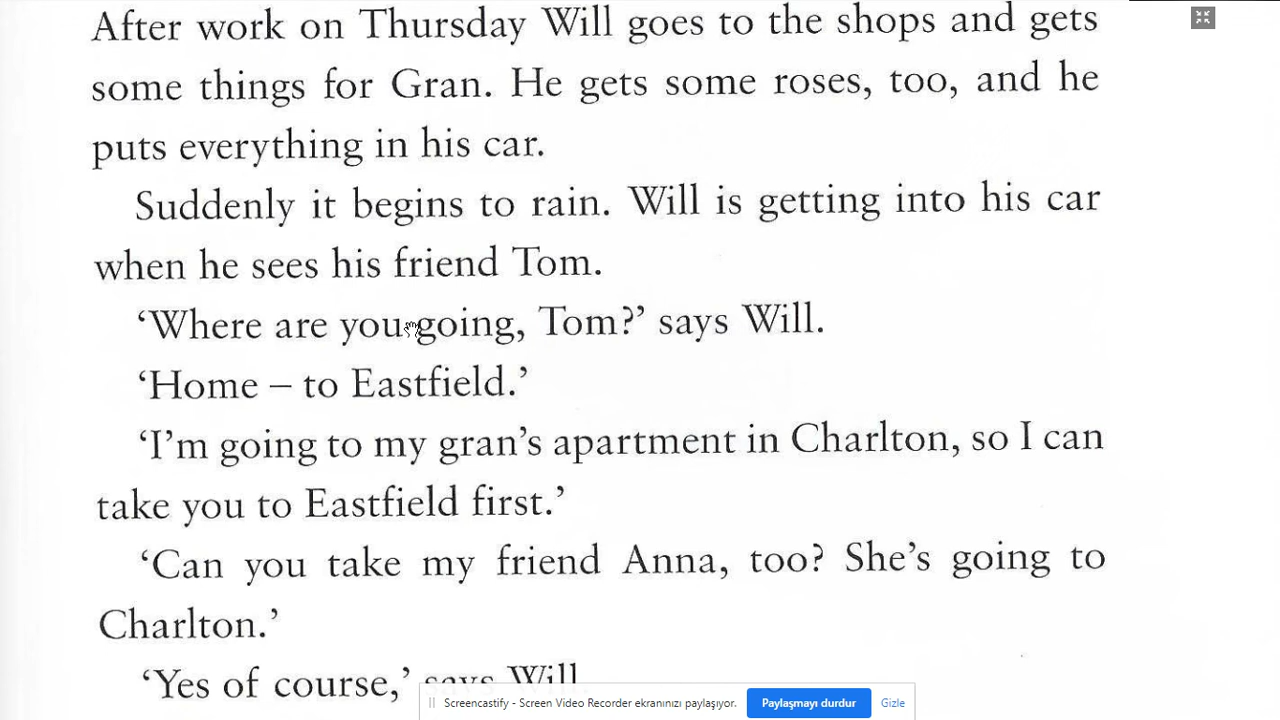 After work on Thursday Will goes to the shops and gets
some things for Gran. He gets some roses, too, and he
puts everything in his car.
Suddenly it begins to rain. Will is getting into his car
when he sees his friend Tom.
‘Where are you going, Tom?’ says Will.
‘Home – to Eastfield.’
‘I’m going to my gran’s apartment in Charlton, so I can
take you to Eastfield first.’
‘Can you take my friend Anna, too? She’s going to
Charlton.’
‘Yes of course,’ says Will.
Screencastify - Screen Video Recorder ekranınızı paylaşıyor. Paylaşmayı durdur Gizle